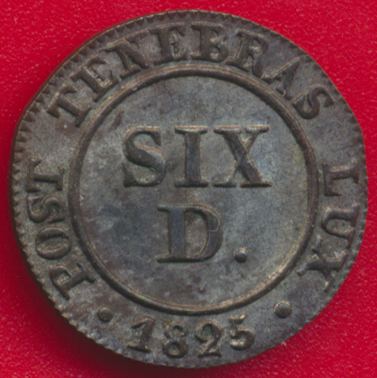 POST TENEBRAS LUX
SIX
D.
• 1825 •